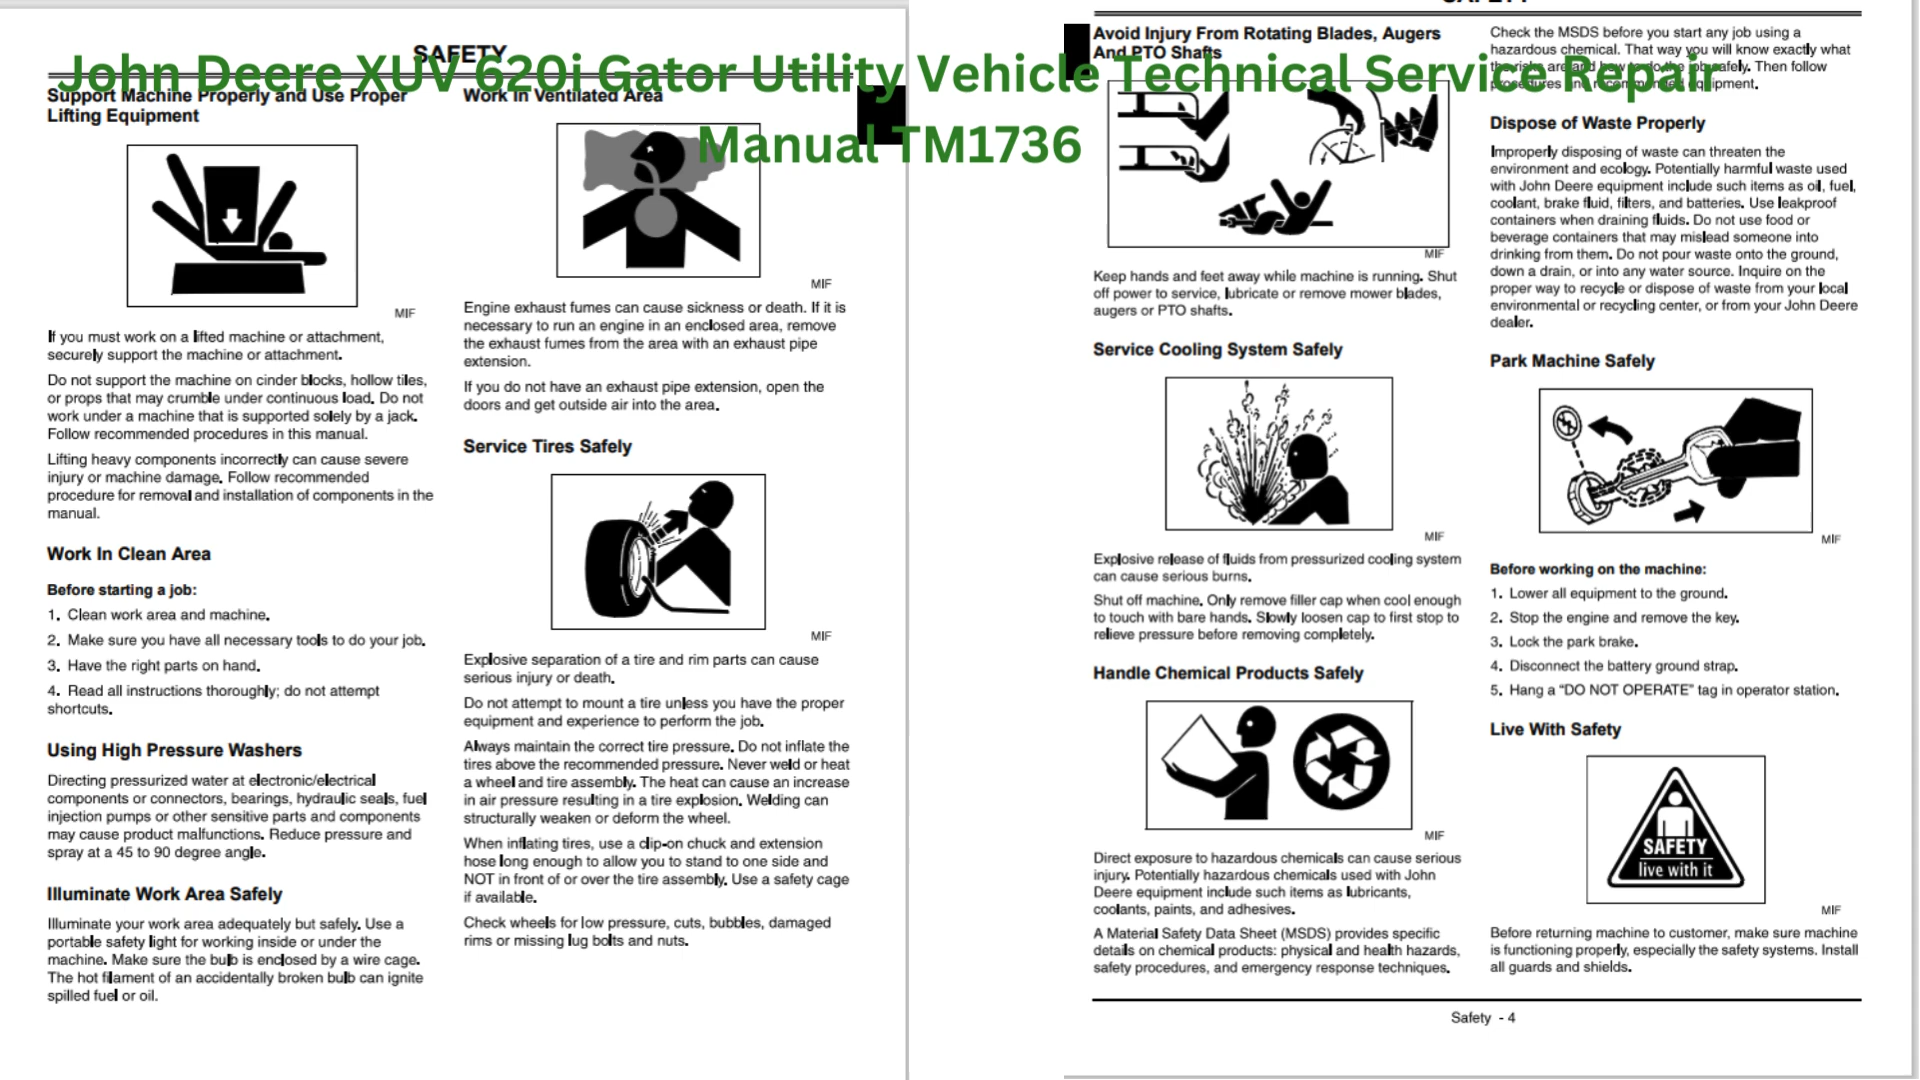 John Deere XUV 620i Gator Utility Vehicle Technical Service Repair
Manual TM1736
SAFETY
Support Machine Properly and Use Proper
Lifting Equipment
MIF
If you must work on a lifted machine or attachment,
securely support the machine or attachment.
Do not support the machine on cinder blocks, hollow tiles,
or props that may crumble under continuous load. Do not
work under a machine that is supported solely by a jack.
Follow recommended procedures in this manual.
Lifting heavy components incorrectly can cause severe
injury or machine damage. Follow recommended
procedure for removal and installation of components in the
manual.
Work In Clean Area
Before starting a job:
1. Clean work area and machine.
2. Make sure you have all necessary tools to do your job.
3. Have the right parts on hand.
4. Read all instructions thoroughly; do not attempt
shortcuts.
Using High Pressure Washers
Directing pressurized water at electronic/electrical
components or connectors, bearings, hydraulic seals, fuel
injection pumps or other sensitive parts and components
may cause product malfunctions. Reduce pressure and
spray at a 45 to 90 degree angle.
Illuminate Work Area Safely
Illuminate your work area adequately but safely. Use a
portable safety light for working inside or under the
machine. Make sure the bulb is enclosed by a wire cage.
The hot filament of an accidentally broken bulb can ignite
spilled fuel or oil.
Work In Ventilated Area
MIF
Engine exhaust fumes can cause sickness or death. If it is
necessary to run an engine in an enclosed area, remove
the exhaust fumes from the area with an exhaust pipe
extension.
If you do not have an exhaust pipe extension, open the
doors and get outside air into the area.
Service Tires Safely
MIF
Explosive separation of a tire and rim parts can cause
serious injury or death.
Do not attempt to mount a tire unless you have the proper
equipment and experience to perform the job.
Always maintain the correct tire pressure. Do not inflate the
tires above the recommended pressure. Never weld or heat
a wheel and tire assembly. The heat can cause an increase
in air pressure resulting in a tire explosion. Welding can
structurally weaken or deform the wheel.
When inflating tires, use a clip-on chuck and extension
hose long enough to allow you to stand to one side and
NOT in front of or over the tire assembly. Use a safety cage
if available.
Check wheels for low pressure, cuts, bubbles, damaged
rims or missing lug bolts and nuts.
Avoid Injury From Rotating Blades, Augers
And PTO Shafts
MIF
Keep hands and feet away while machine is running. Shut
off power to service, lubricate or remove mower blades,
augers or PTO shafts.
Service Cooling System Safely
MIF
Explosive release of fluids from pressurized cooling system
can cause serious burns.
Shut off machine. Only remove filler cap when cool enough
to touch with bare hands. Slowly loosen cap to first stop to
relieve pressure before removing completely.
Handle Chemical Products Safely
MIF
Direct exposure to hazardous chemicals can cause serious
injury. Potentially hazardous chemicals used with John
Deere equipment include such items as lubricants,
coolants, paints, and adhesives.
A Material Safety Data Sheet (MSDS) provides specific
details on chemical products: physical and health hazards,
safety procedures, and emergency response techniques.
Check the MSDS before you start any job using a
hazardous chemical. That way you will know exactly what
the risks are and how to do the job safely. Then follow
procedures and recommended equipment.
Dispose of Waste Properly
Improperly disposing of waste can threaten the
environment and ecology. Potentially harmful waste used
with John Deere equipment include such items as oil, fuel,
coolant, brake fluid, filters, and batteries. Use leakproof
containers when draining fluids. Do not use food or
beverage containers that may mislead someone into
drinking from them. Do not pour waste onto the ground,
down a drain, or into any water source. Inquire on the
proper way to recycle or dispose of waste from your local
environmental or recycling center, or from your John Deere
dealer.
Park Machine Safely
MIF
Before working on the machine:
1. Lower all equipment to the ground.
2. Stop the engine and remove the key.
3. Lock the park brake.
4. Disconnect the battery ground strap.
5. Hang a “DO NOT OPERATE” tag in operator station.
Live With Safety
SAFETY
live with it
MIF
Before returning machine to customer, make sure machine
is functioning properly, especially the safety systems. Install
all guards and shields.
Safety - 4